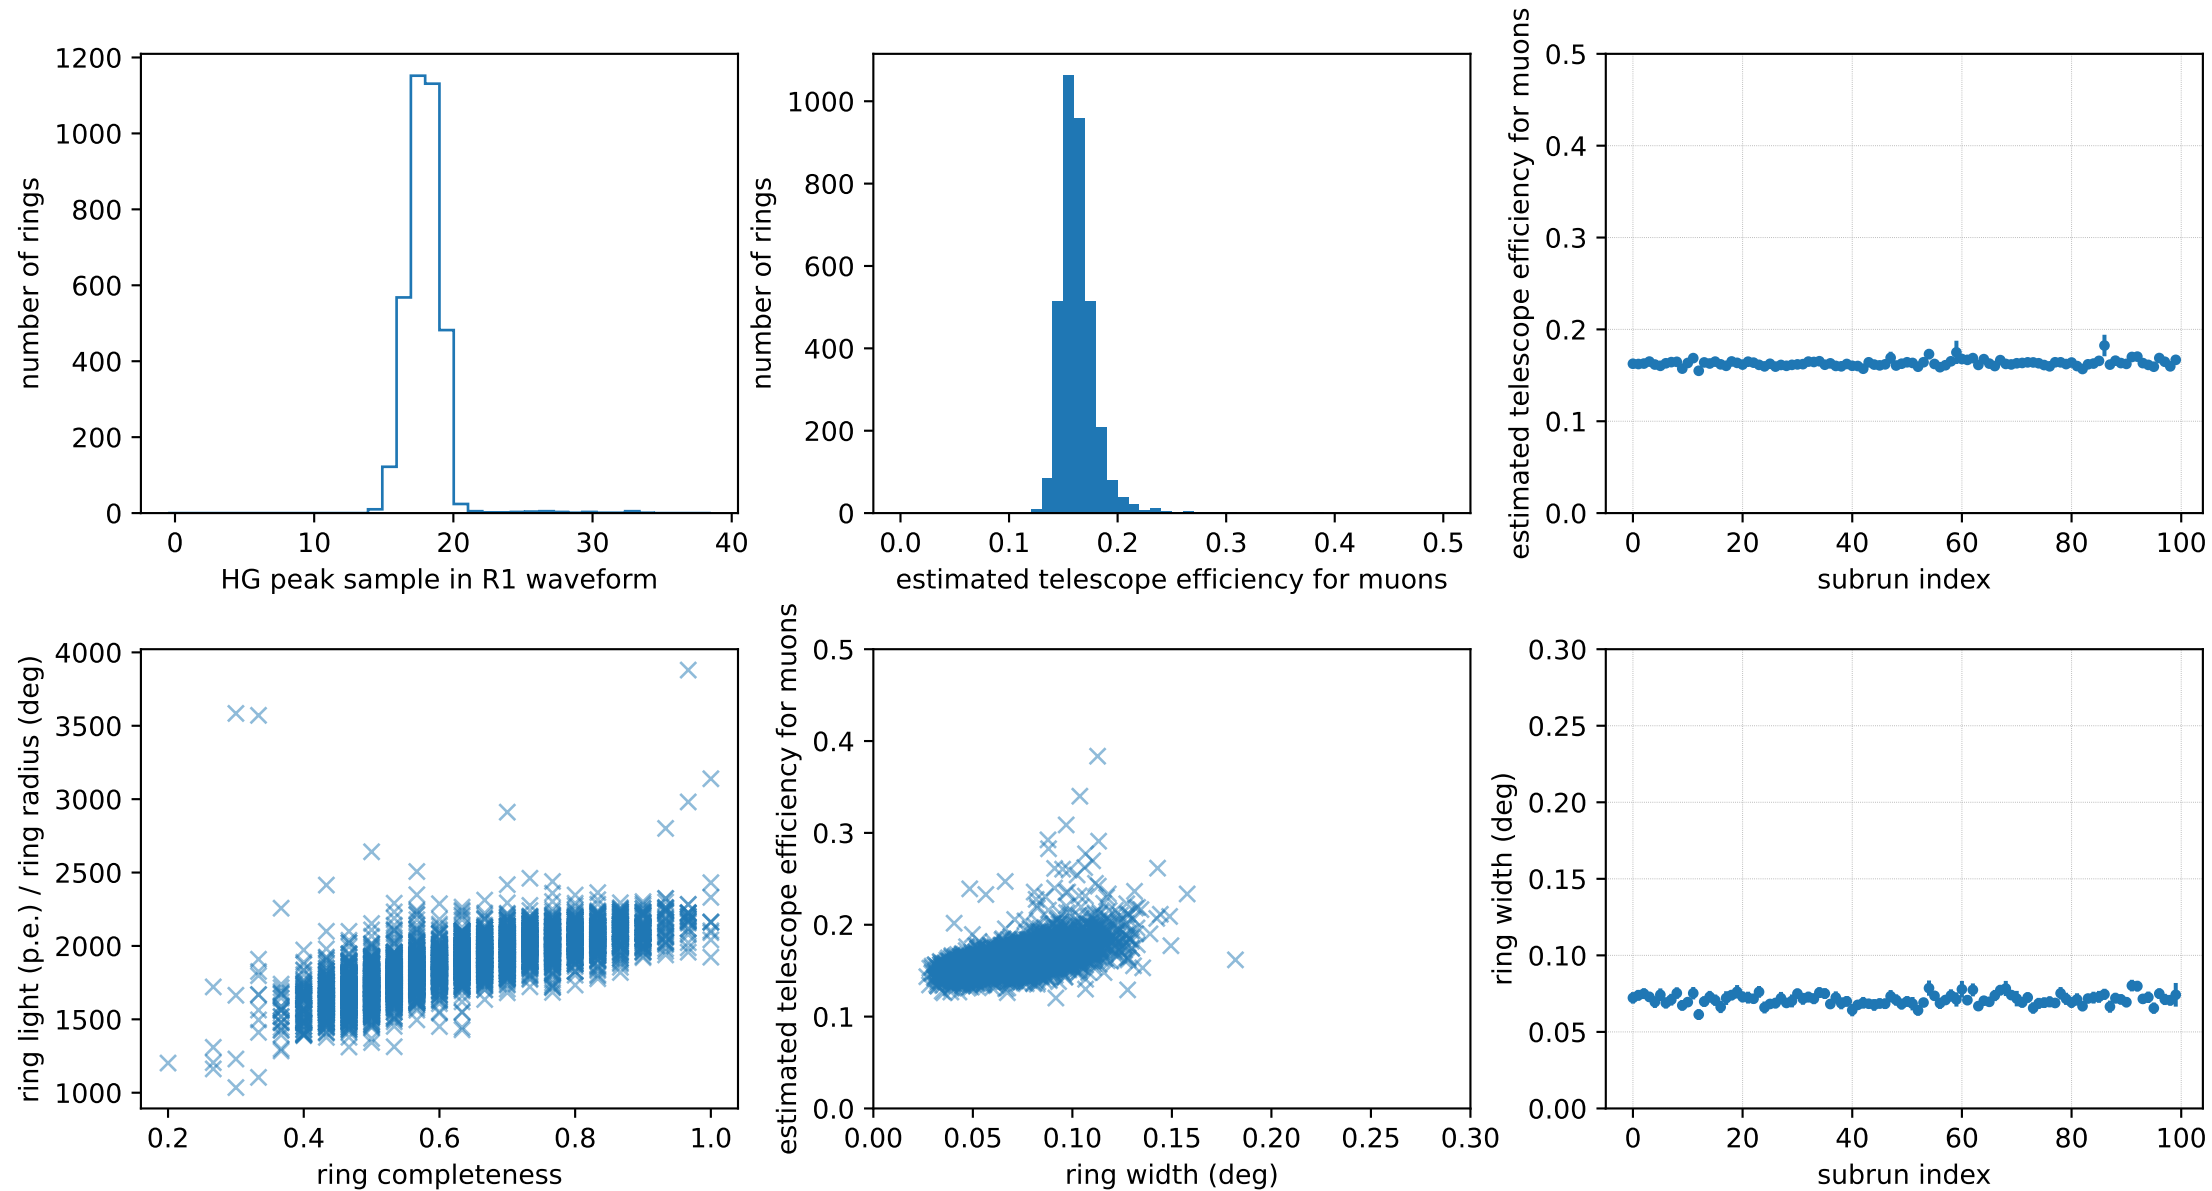 1200
1000
800
600
400
200
0
number of rings
0 10 20 30 40
HG peak sample in R1 waveform
1000
800
600
400
200
0
number of rings
0.0 0.1 0.2 0.3 0.4 0.5
estimated telescope efficiency for muons
0.5
0.4
0.3
0.2
0.1
0.0
estimated telescope efficiency for muons
0 20 40 60 80 100
subrun index
4000
3500
3000
2500
2000
1500
1000
ring light (p.e.) / ring radius (deg)
0.2 0.4 0.6 0.8 1.0
ring completeness
0.5
0.4
0.3
0.2
0.1
0.0
estimated telescope efficiency for muons
0.00 0.05 0.10 0.15 0.20 0.25 0.30
ring width (deg)
0.30
0.25
0.20
0.15
0.10
0.05
0.00
ring width (deg)
0 20 40 60 80 100
subrun index